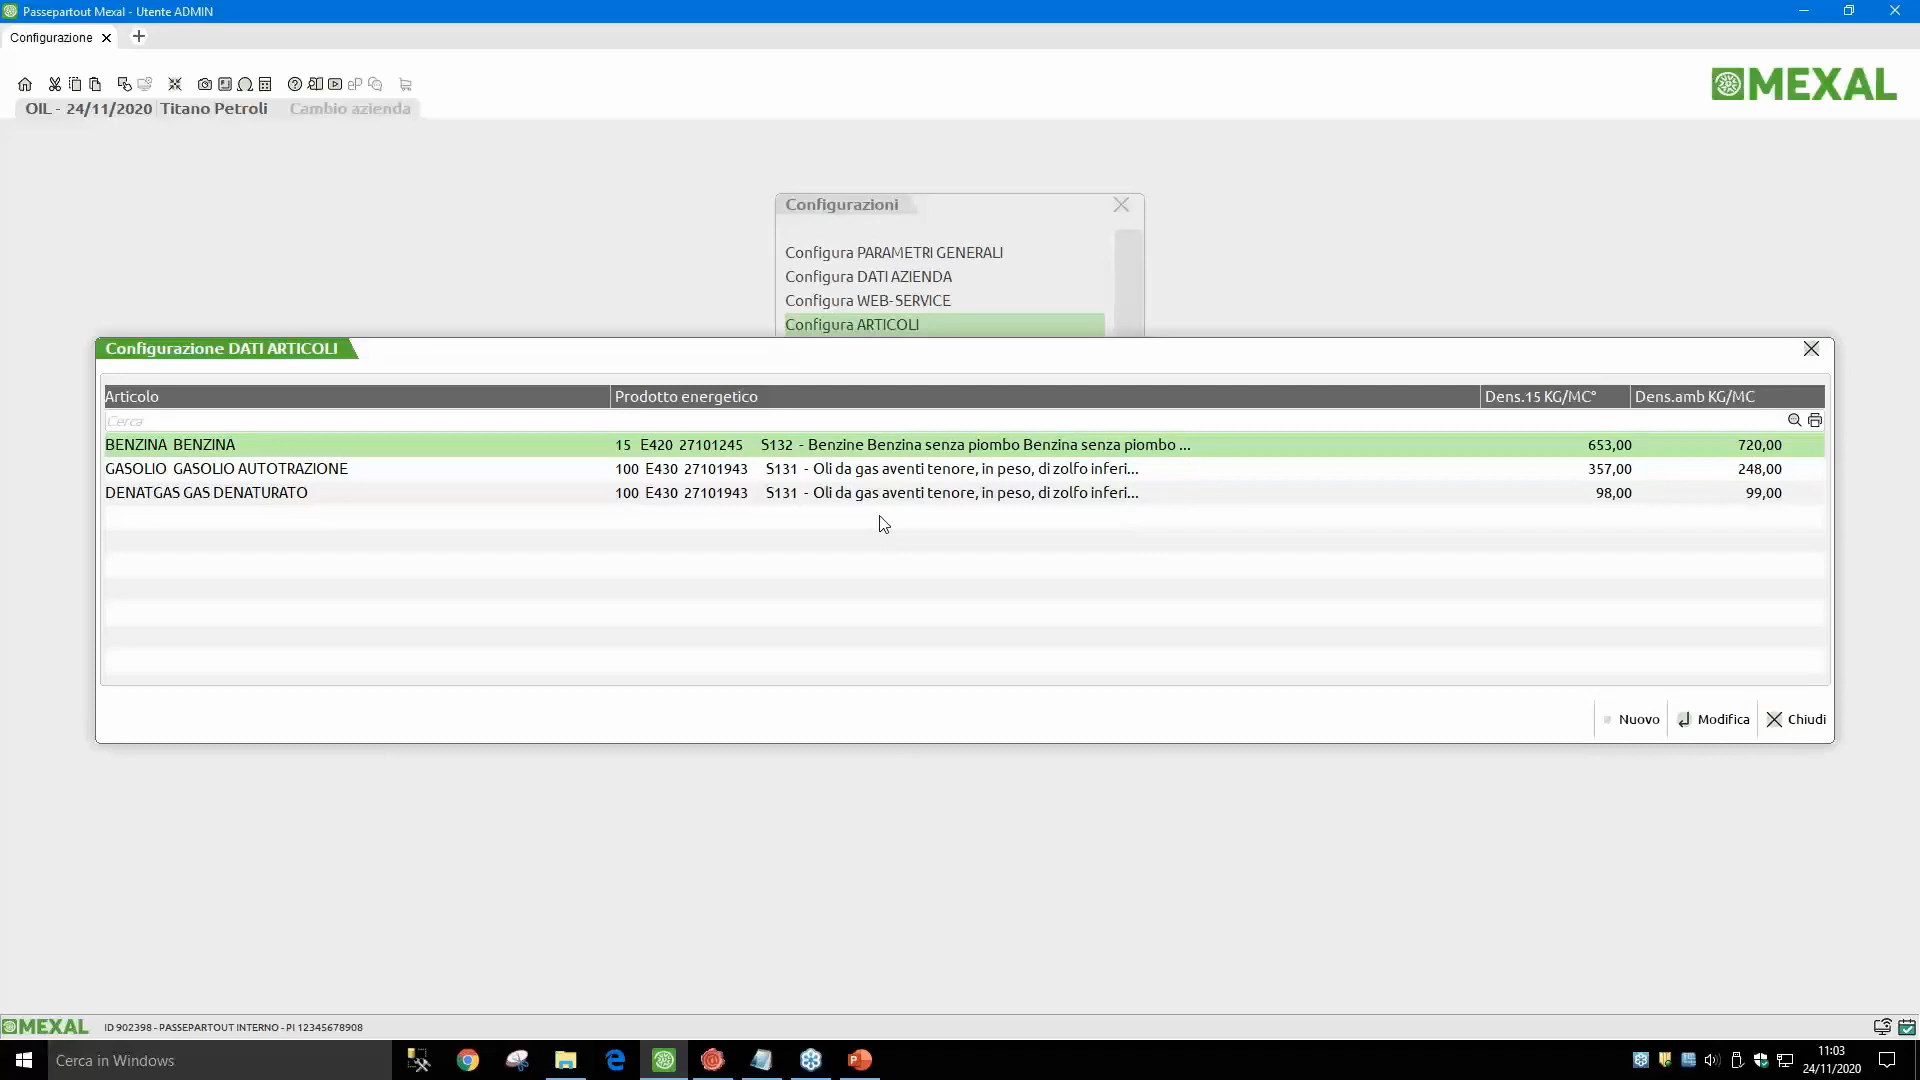 Passepartout Mexal - Utente ADMIN
Configurazione
MEXAL
OIL - 24/11/2020 Titano Petroli Cambio azienda
Configurazioni
Configura PARAMETRI GENERALI
Configura DATI AZIENDA
Configura WEB-SERVICE
Configura ARTICOLI
Configurazione DATI ARTICOLI
Articolo Prodotto energetico Dens.15 KG/MC° Dens.amb KG/MC
Cerca
BENZINA BENZINA 15 E420 27101245 S132 - Benzine Benzina senza piombo Benzina senza piombo ... 653,00 720,00
GASOLIO GASOLIO AUTOTRAZIONE 100 E430 27101943 S131 - Oli da gas aventi tenore, in peso, di zolfo inferi... 357,00 248,00
DENATGAS GAS DENATURATO 100 E430 27101943 S131 - Oli da gas aventi tenore, in peso, di zolfo inferi... 98,00 99,00
Nuovo Modifica Chiudi
MEXAL ID 902398 - PASSEPARTOUT INTERNO - PI 12345678908
Cerca in Windows
11:03
24/11/2020